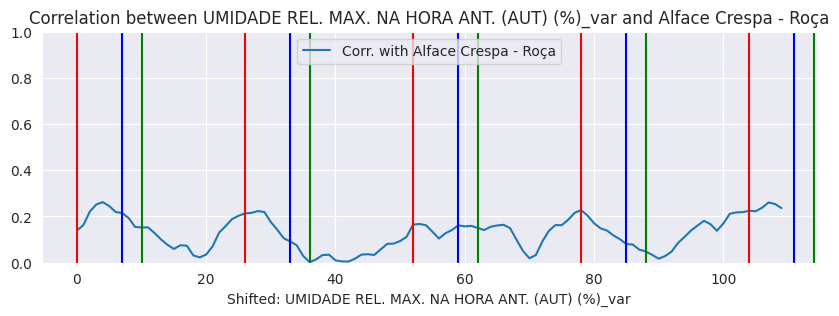 Correlation between UMIDADE REL. MAX. NA HORA ANT. (AUT) (%)_var and Alface Crespa - Roça
Corr. with Alface Crespa - Roça
1.0
0.8
0.6
0.4
0.2
0.0
0 20 40 60 80 100
Shifted: UMIDADE REL. MAX. NA HORA ANT. (AUT) (%)_var